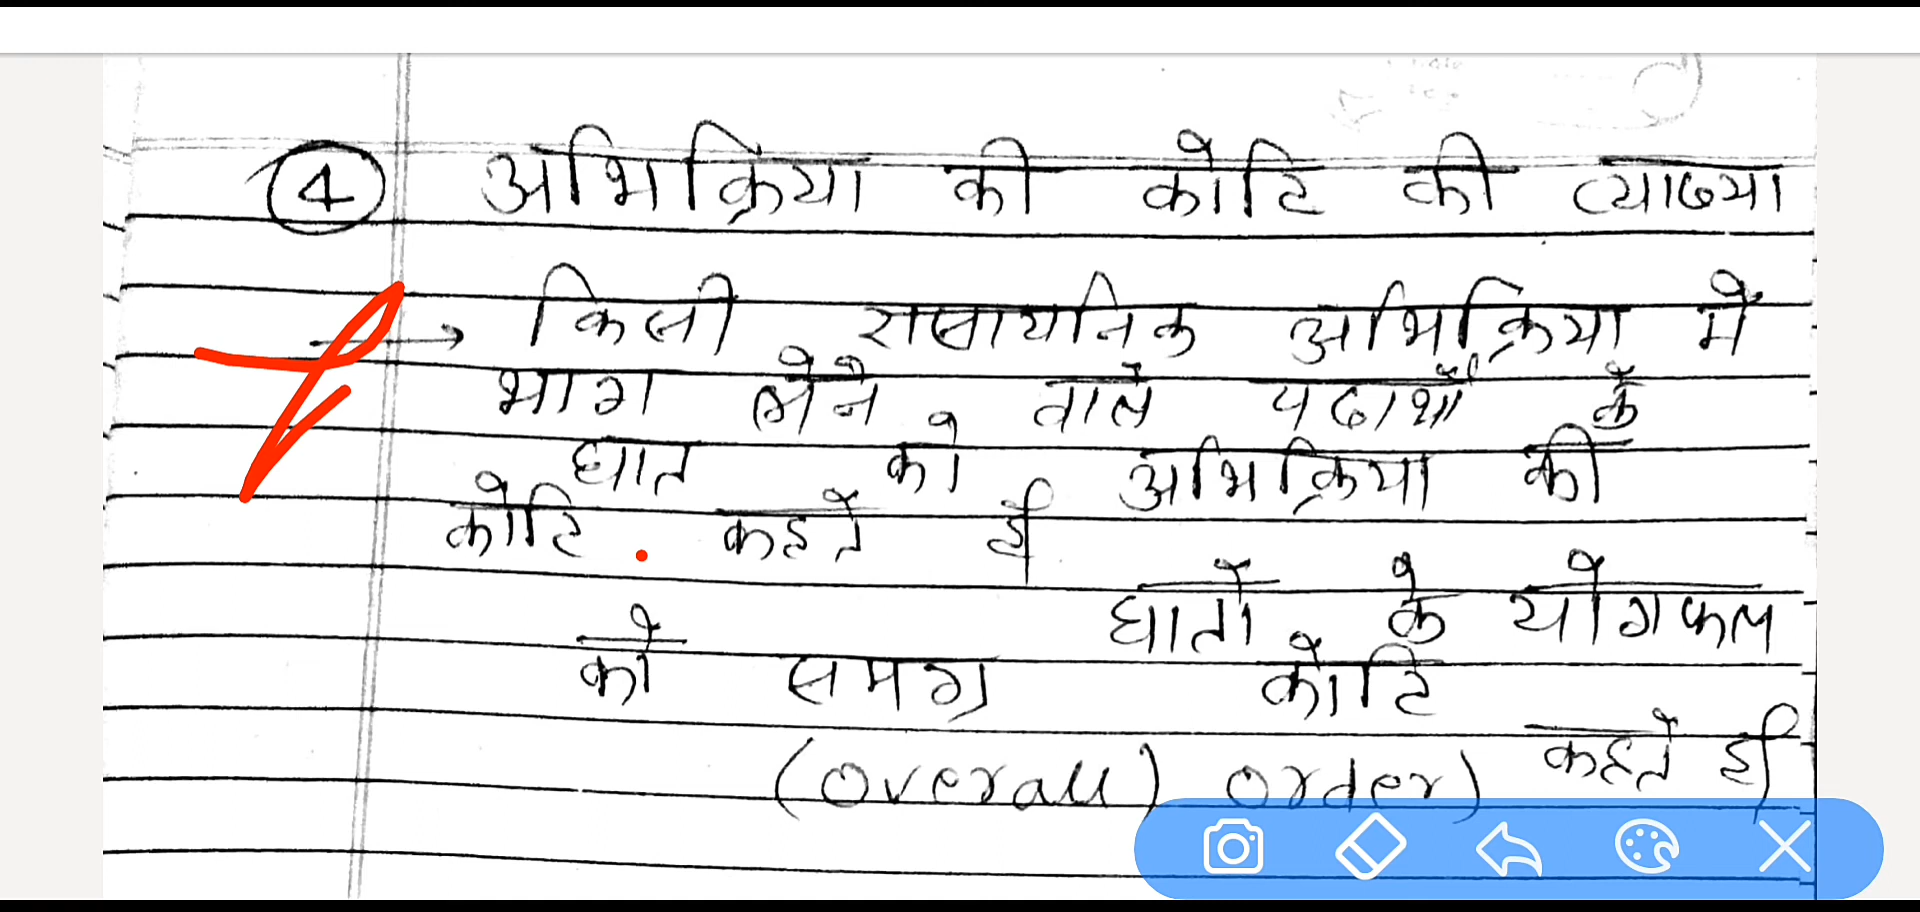 ④ अभिक्रिया की कोटि की व्याख्या
→ किसी रासायनिक अभिक्रिया में
भाग लेने वाले पदार्थों के
घात को अभिक्रिया की
कोटि कहते हैं
घातों के योगफल
को समग्र कोटि कहते हैं
(overall) order)